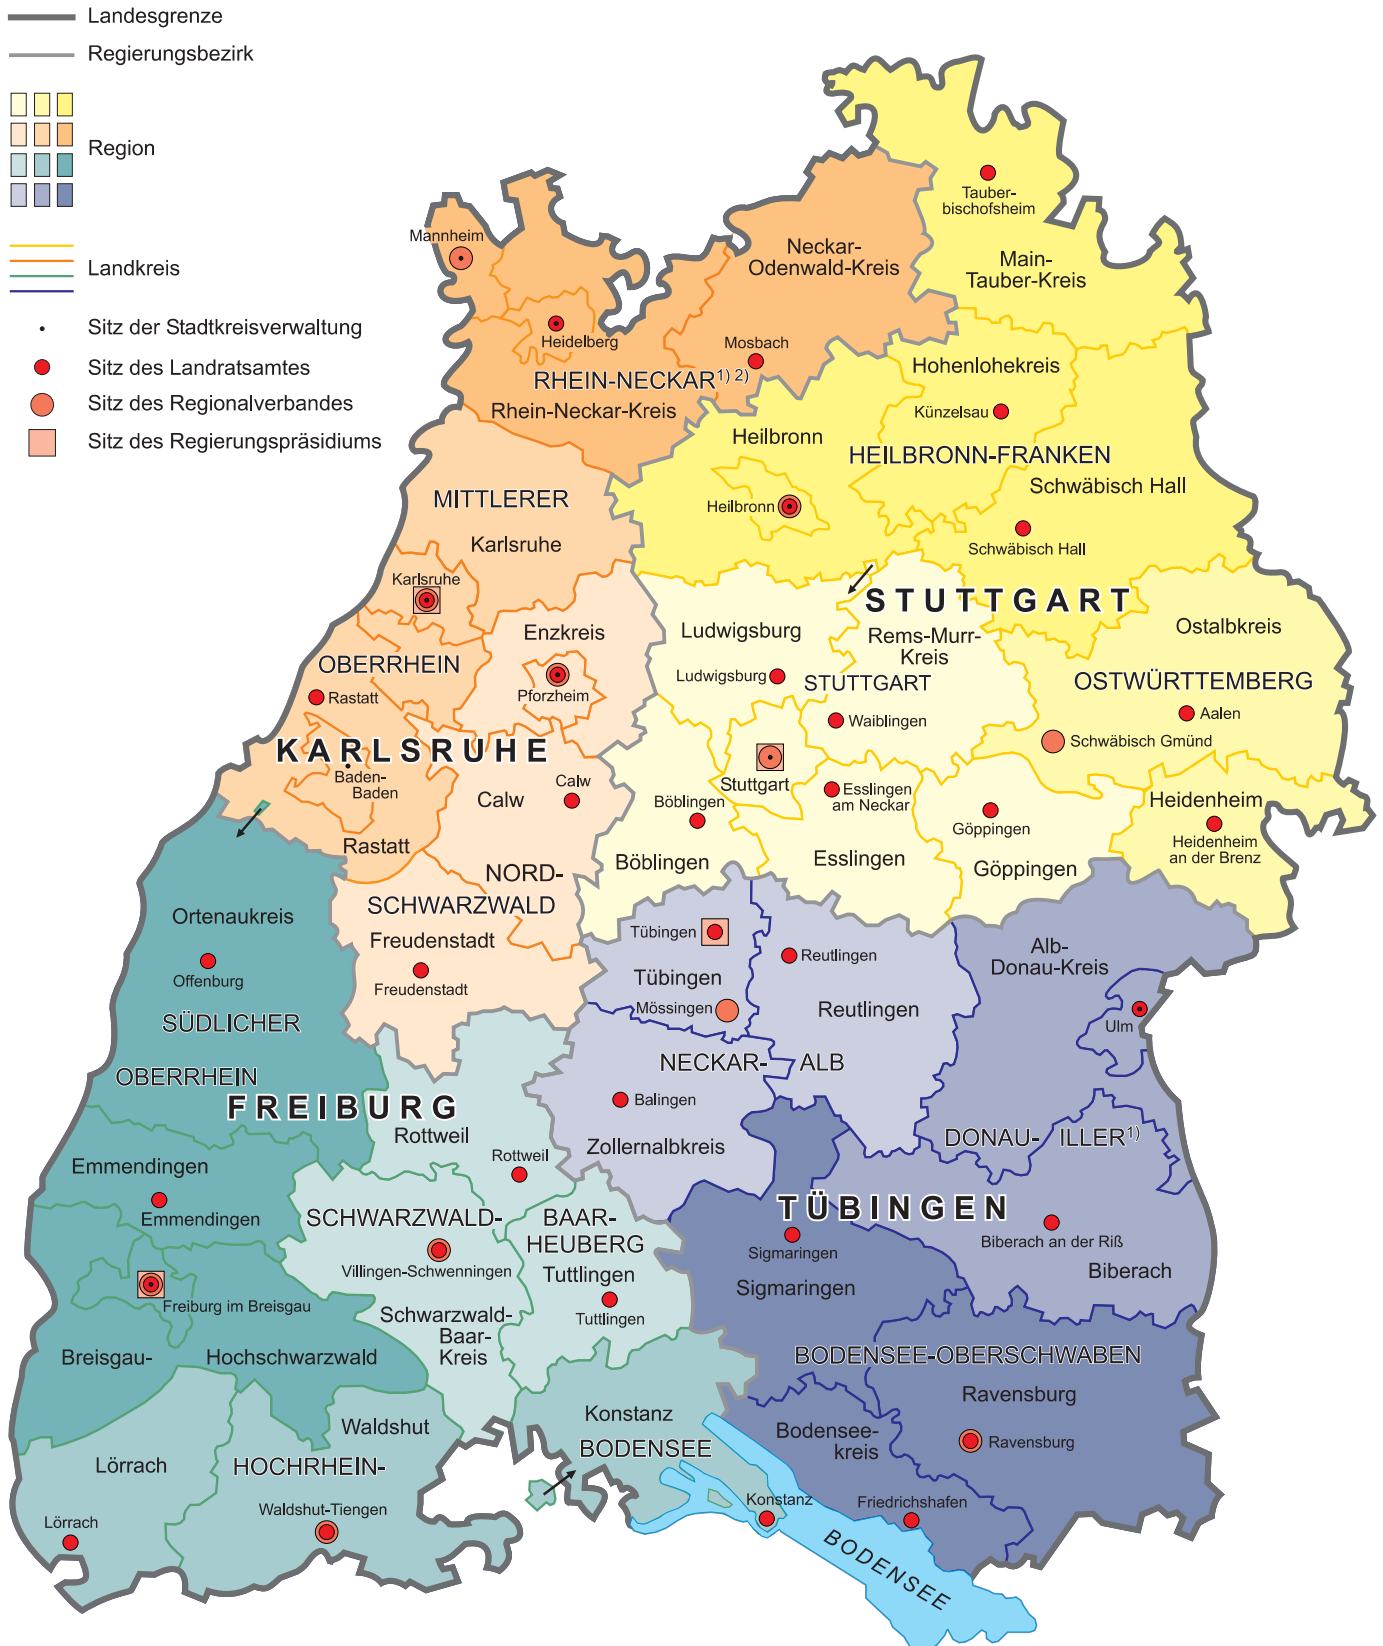 Landesgrenze
Regierungsbezirk
Region
Landkreis
Sitz der Stadtkreisverwaltung
Sitz des Landratsamtes
Sitz des Regionalverbandes
Sitz des Regierungspräsidiums
Tauber-
bischofsheim
Main-
Tauber-Kreis
Mannheim
Neckar-
Odenwald-Kreis
Heidelberg
Mosbach
RHEIN-NECKAR1) 2)
Rhein-Neckar-Kreis
Hohenlohekreis
Künzelsau
Heilbronn
HEILBRONN-FRANKEN
Schwäbisch Hall
Heilbronn
Schwäbisch Hall
MITTLERER
Karlsruhe
Karlsruhe
STUTTGART
Enzkreis
Ludwigsburg
Rems-Murr-
Kreis
Ostalbkreis
OBERRHEIN
Pforzheim
Ludwigsburg
STUTTGART
OSTWÜRTTEMBERG
Rastatt
Waiblingen
Aalen
Schwäbisch Gmünd
KARLSRUHE
Baden-
Baden
Calw
Calw
Stuttgart
Böblingen
Esslingen
am Neckar
Göppingen
Heidenheim
Heidenheim
an der Brenz
Rastatt
Böblingen
Esslingen
Göppingen
NORD-
SCHWARZWALD
Ortenaukreis
Freudenstadt
Freudenstadt
Offenburg
Tübingen
Tübingen
Mössingen
Reutlingen
Reutlingen
Alb-
Donau-Kreis
Ulm
SÜDLICHER
OBERRHEIN
NECKAR-
ALB
FREIBURG
Rottweil
Rottweil
Balingen
Zollernalbkreis
DONAU-
ILLER1)
Emmendingen
Emmendingen
SCHWARZWALD-
BAAR-
HEUBERG
TÜBINGEN
Villingen-Schwenningen
Tuttlingen
Tuttlingen
Sigmaringen
Sigmaringen
Biberach an der Riß
Biberach
Freiburg im Breisgau
Schwarzwald-
Baar-
Kreis
Breisgau-
Hochschwarzwald
BODENSEE-OBERSCHWABEN
Ravensburg
Ravensburg
Waldshut
Konstanz
BODENSEE
Bodensee-
kreis
Lörrach
HOCHRHEIN-
Waldshut-Tiengen
Lörrach
Konstanz
Friedrichshafen
BODENSEE